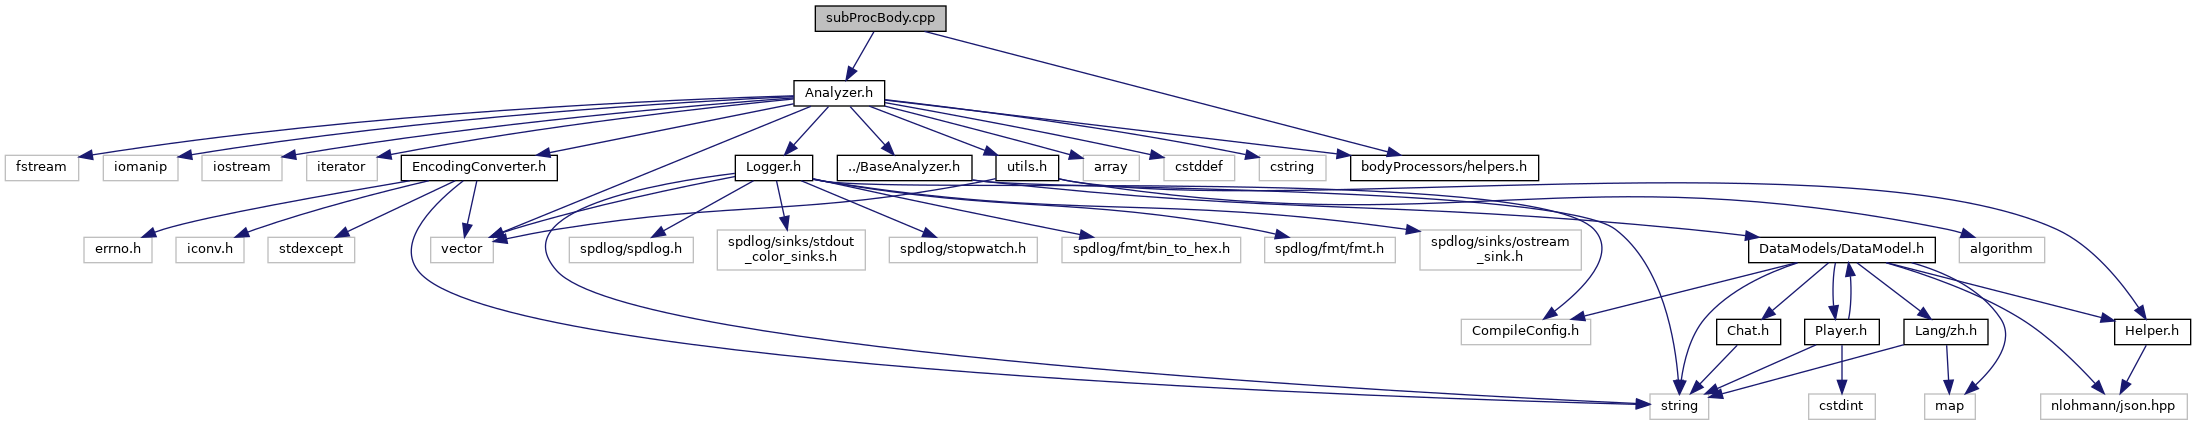 subProcBody.cpp
Analyzer.h
fstream
iomanip
iostream
iterator
EncodingConverter.h
Logger.h
../BaseAnalyzer.h
utils.h
array
cstddef
cstring
bodyProcessors/helpers.h
errno.h
iconv.h
stdexcept
vector
spdlog/spdlog.h
spdlog/sinks/stdout
_color_sinks.h
spdlog/stopwatch.h
spdlog/fmt/bin_to_hex.h
spdlog/fmt/fmt.h
spdlog/sinks/ostream
_sink.h
DataModels/DataModel.h
algorithm
CompileConfig.h
Chat.h
Player.h
Lang/zh.h
Helper.h
string
cstdint
map
nlohmann/json.hpp